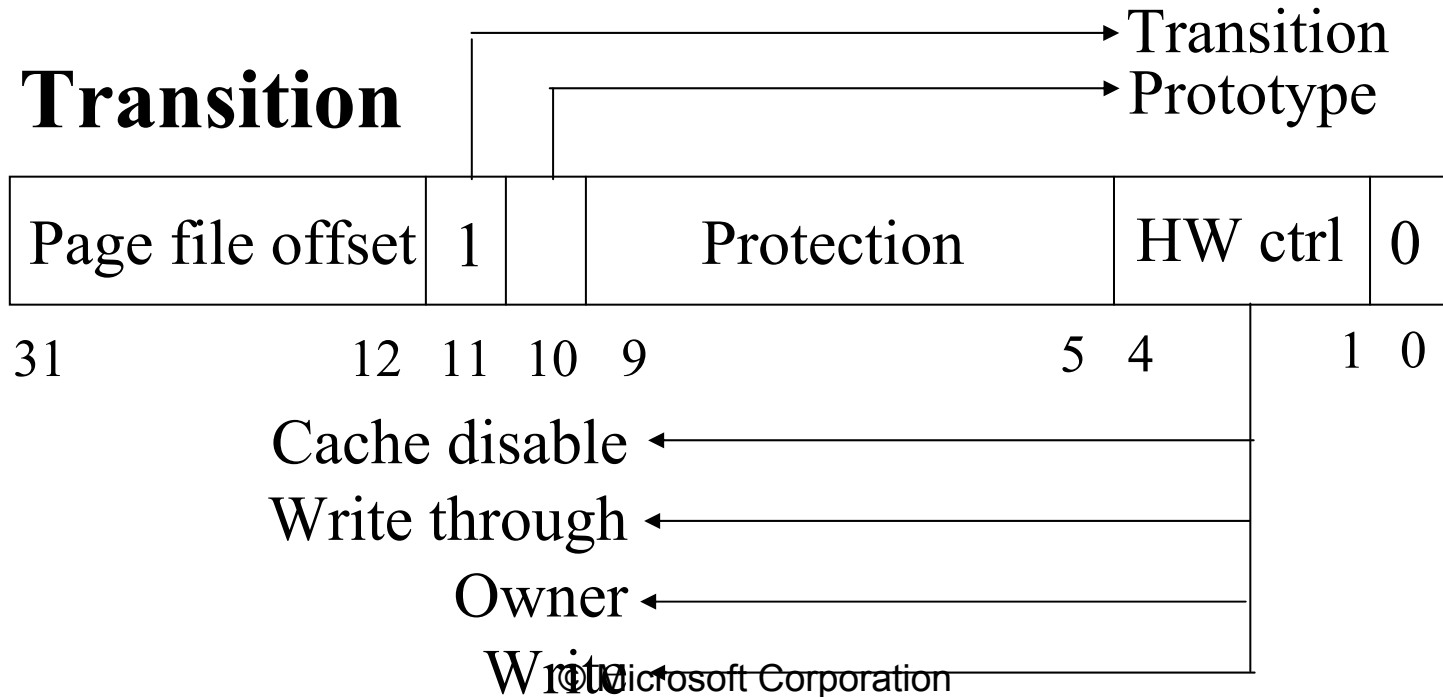 Transition
Prototype
Transition
Page file offset 1 Protection HW ctrl 0
31 12 11 10 9 5 4 1 0
Cache disable
Write through
Owner
Write
© Microsoft Corporation